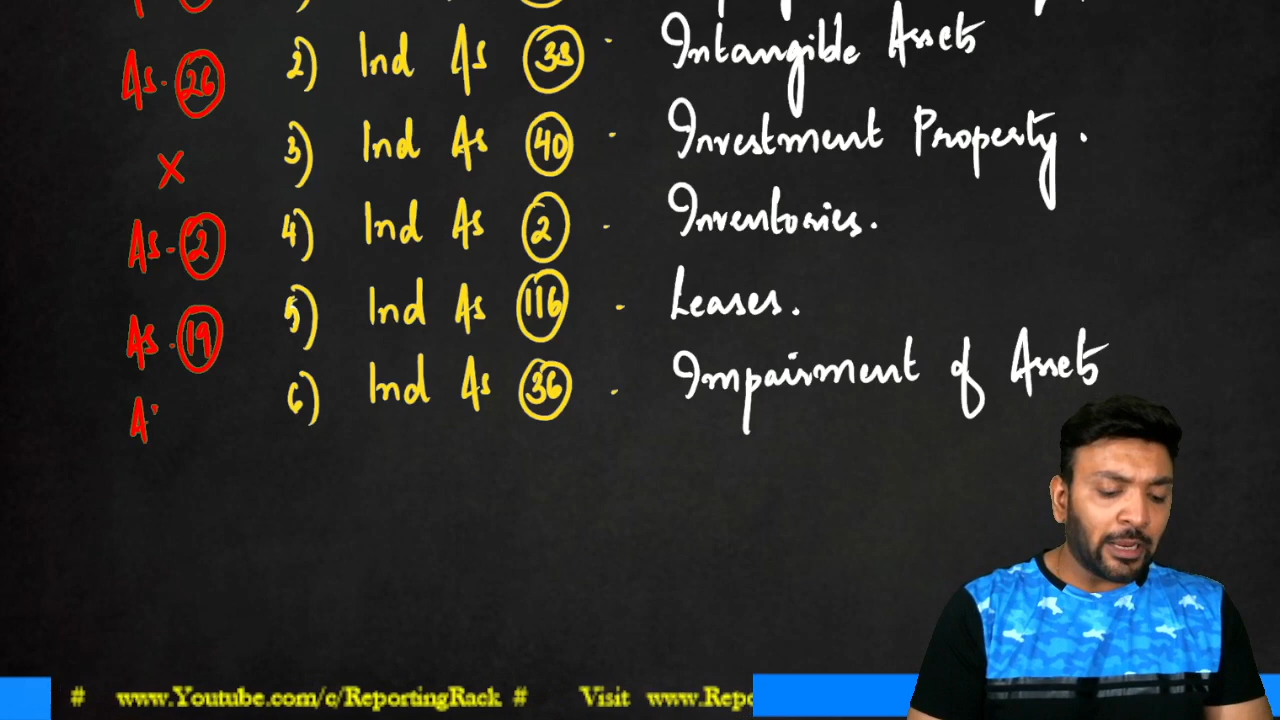 As - 26 2) Ind As 38 - Intangible Assets
X 3) Ind As 40 - Investment Property.
As - 2 4) Ind As 2 - Inventories.
As - 19 5) Ind As 116 - Leases.
A 6) Ind As 36 - Impairment of Assets
# www.Youtube.com/c/ReportingRack # Visit www.Repo